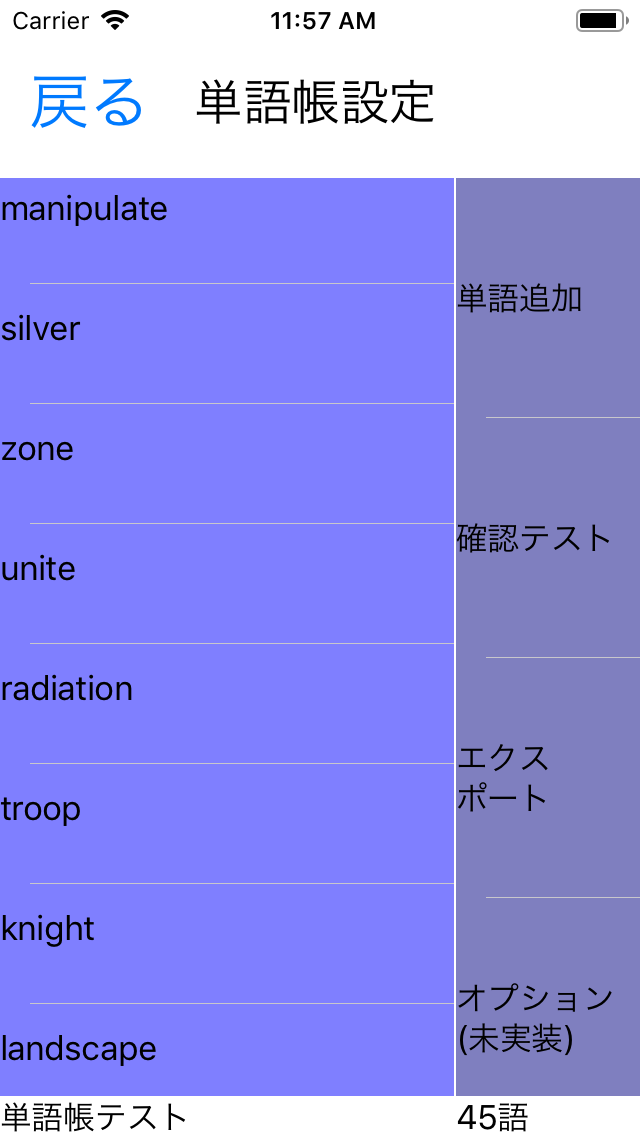 Carrier 11:57 AM
戻る 単語帳設定
manipulate
silver
zone
unite
radiation
troop
knight
landscape
単語追加
確認テスト
エクス
ポート
オプション
(未実装)
単語帳テスト 45語